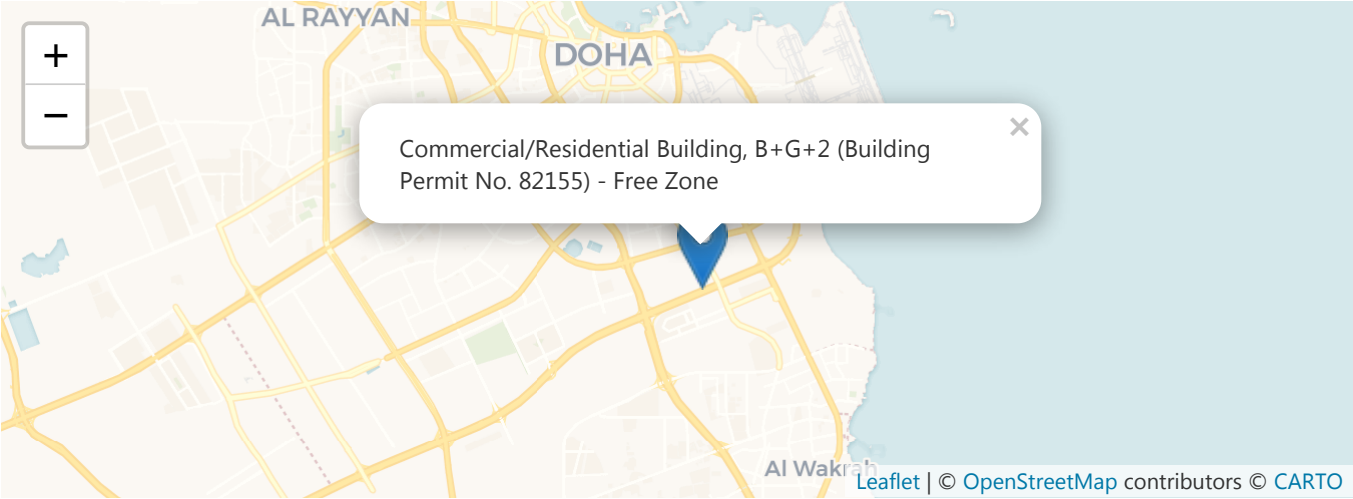 AL RAYYAN
DOHA
+
−
×
Commercial/Residential Building, B+G+2 (Building
Permit No. 82155) - Free Zone
Al Wakrah
Leaflet | © OpenStreetMap contributors © CARTO